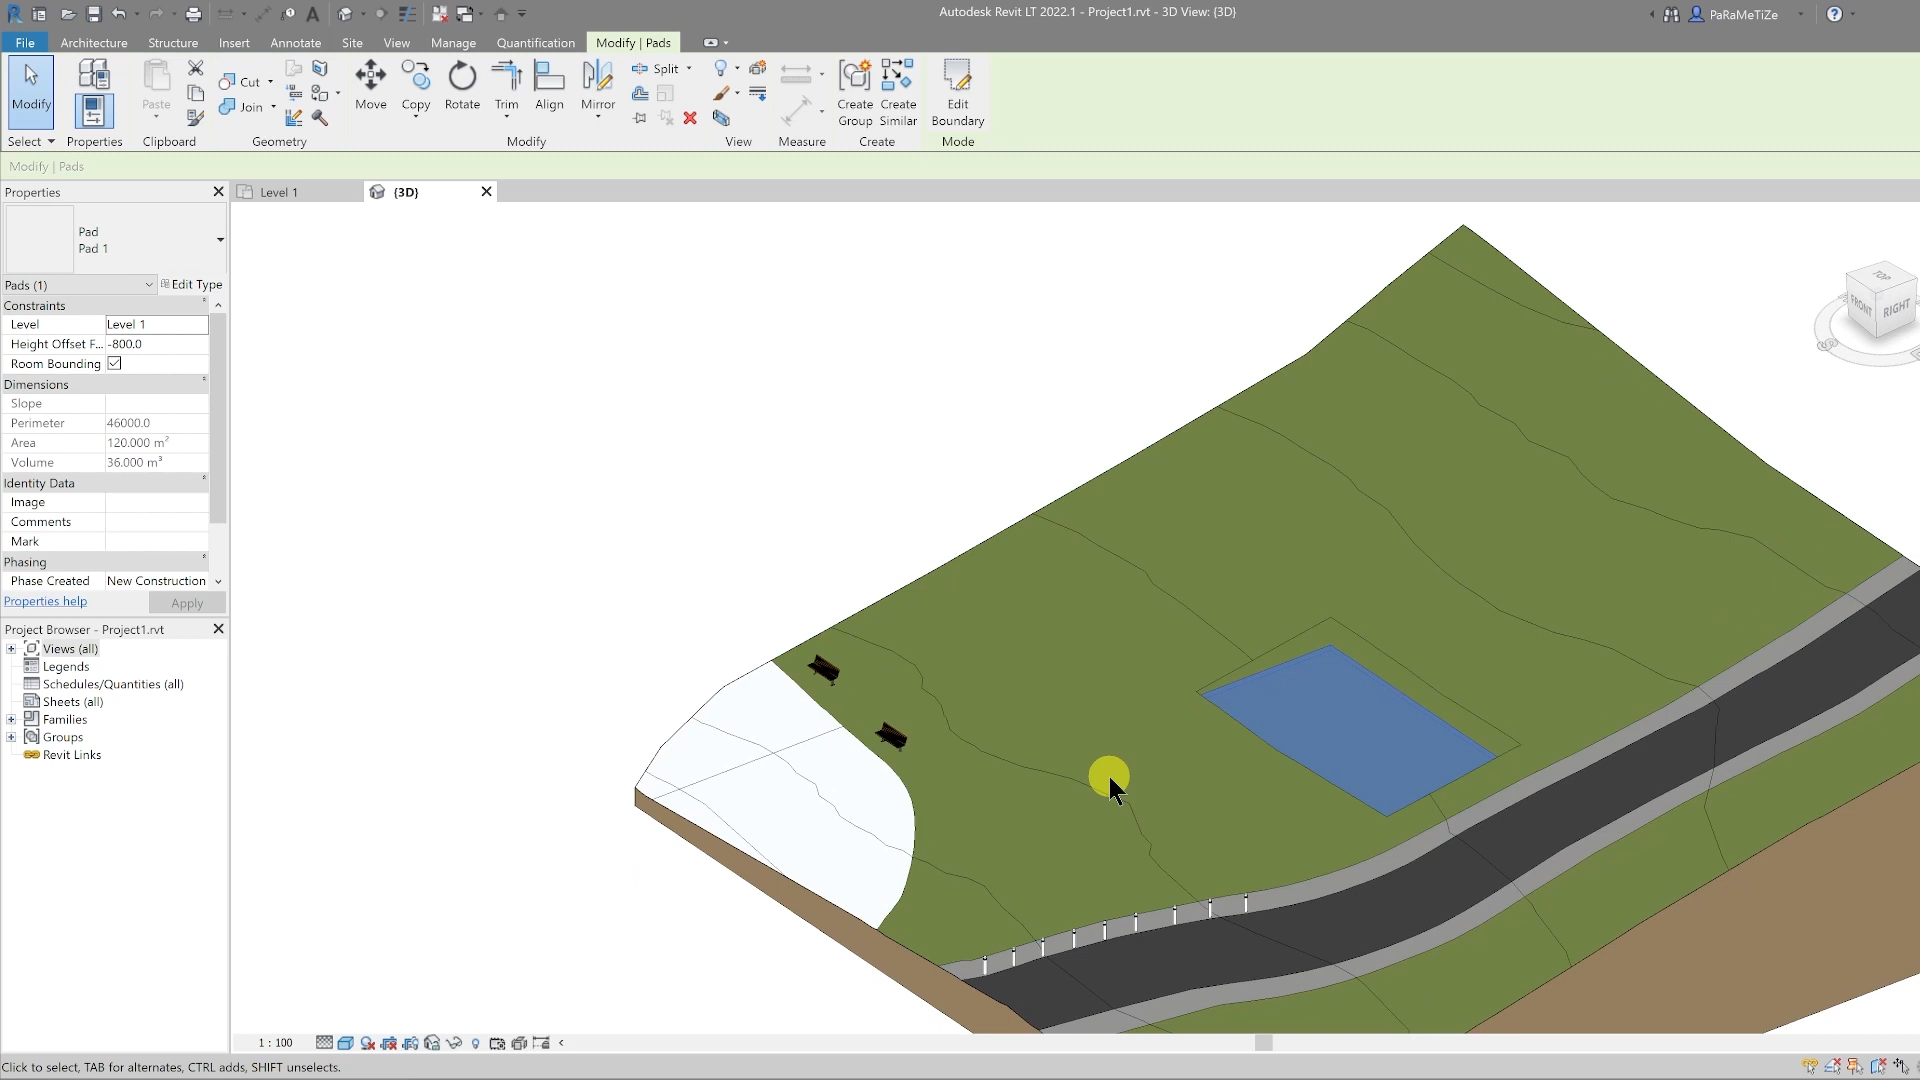 Autodesk Revit LT 2022.1 - Project1.rvt - 3D View: {3D}
PaRaMeTiZe
File Architecture Structure Insert Annotate Site View Manage Quantification Modify | Pads
Modify
Paste
Cut
Join
Move Copy Rotate Trim Align Mirror
Split
Create Group
Create Similar
Edit Boundary
Select Properties Clipboard Geometry Modify View Measure Create Mode
Modify | Pads
Properties
Level 1
{3D}
Pad
Pad 1
Pads (1)
Edit Type
Constraints
Level Level 1
Height Offset F... -800.0
Room Bounding
Dimensions
Slope
Perimeter 46000.0
Area 120.000 m²
Volume 36.000 m³
Identity Data
Image
Comments
Mark
Phasing
Phase Created New Construction
Properties help
Apply
Project Browser - Project1.rvt
Views (all)
Legends
Schedules/Quantities (all)
Sheets (all)
Families
Groups
Revit Links
TOP
FRONT
RIGHT
1 : 100
Click to select, TAB for alternates, CTRL adds, SHIFT unselects.